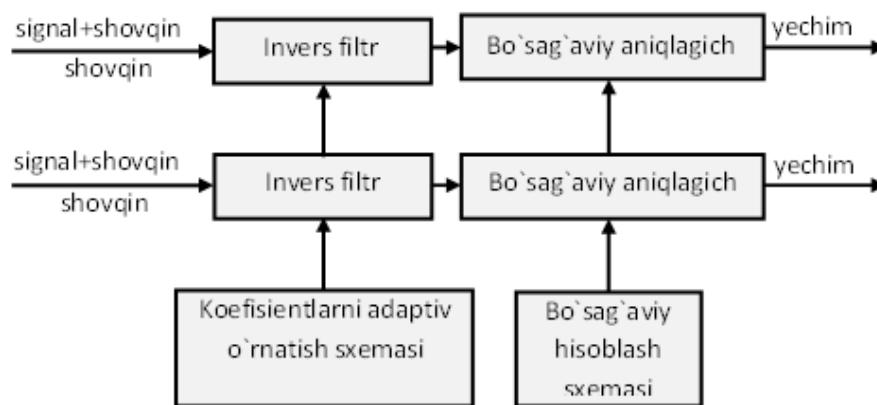 signal+shovqin
shovqin
Invers filtr
Bo`sag`aviy aniqlagich
yechim
signal+shovqin
shovqin
Invers filtr
Bo`sag`aviy aniqlagich
yechim
Koefisientlarni adaptiv
o`rnatish sxemasi
Bo`sag`aviy
hisoblash
sxemasi